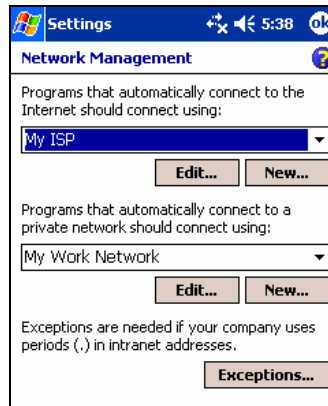 Settings 5:38 ok
Network Management
Programs that automatically connect to the
Internet should connect using:
My ISP
Edit... New...
Programs that automatically connect to a
private network should connect using:
My Work Network
Edit... New...
Exceptions are needed if your company uses
periods (.) in intranet addresses.
Exceptions...